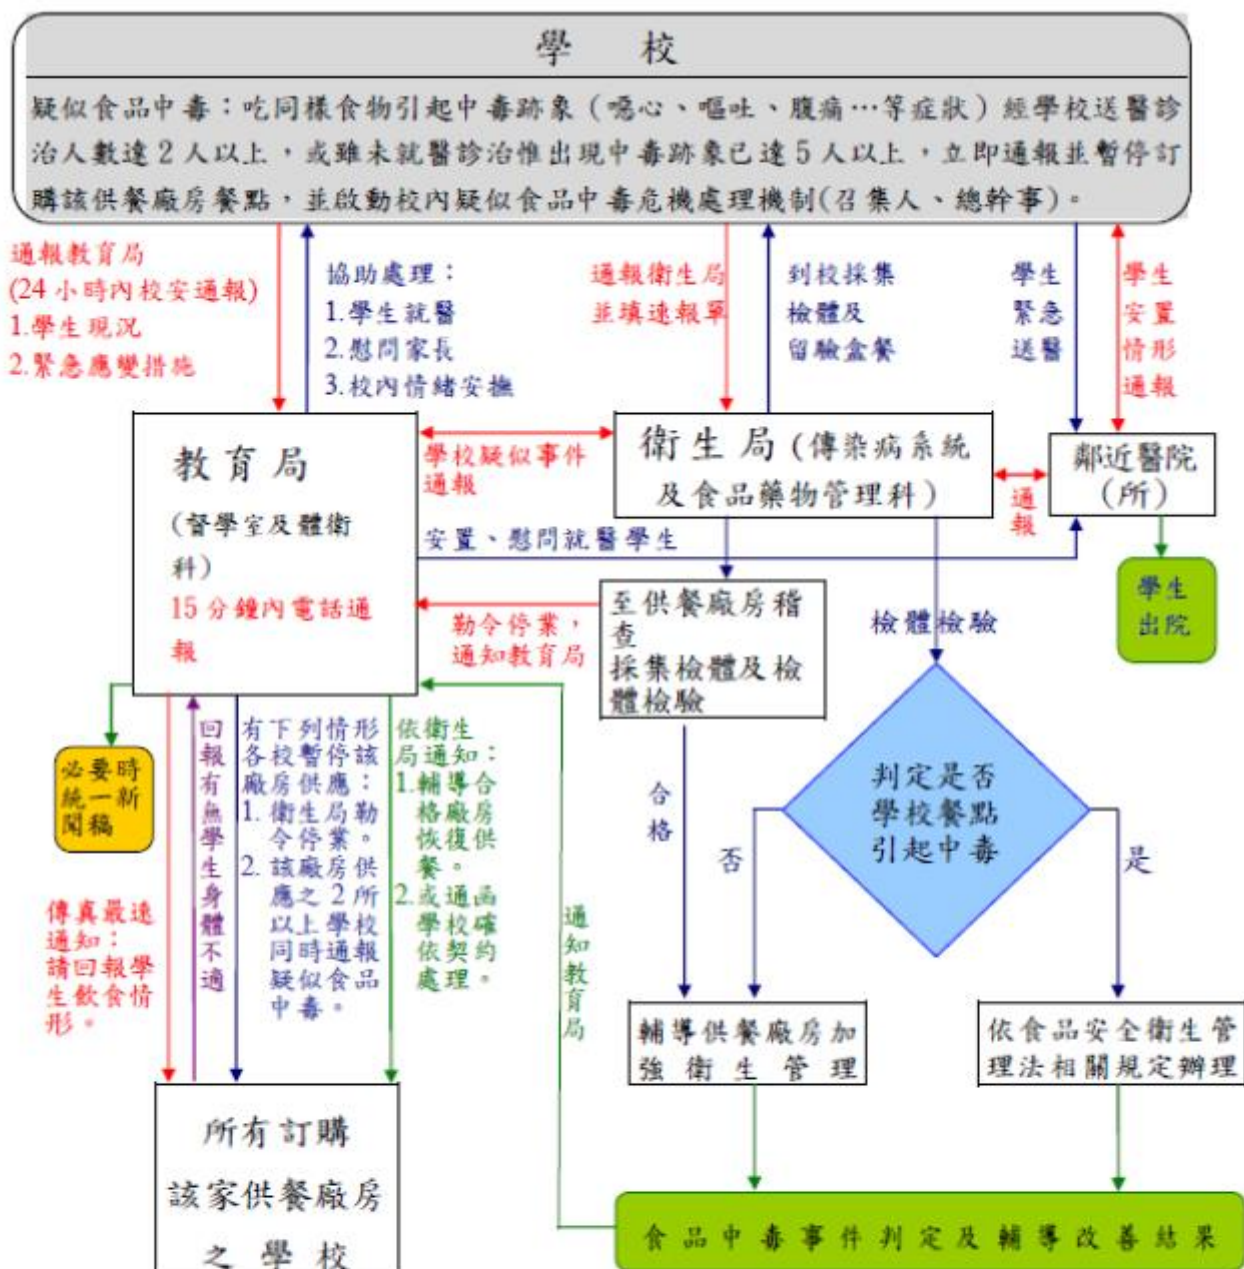 學 校
疑似食品中毒：吃同樣食物引起中毒跡象（噁心、嘔吐、腹痛…等症狀）經學校送醫診
治人數達2人以上，或雖未就醫診治惟出現中毒跡象已達5人以上，立即通報並暫停訂
購該供餐廠房餐點，並啟動校內疑似食品中毒危機處理機制(召集人、總幹事)。
通報教育局
(24小時內校安通報)
1.學生現況
2.緊急應變措施
協助處理：
1.學生就醫
2.慰問家長
3.校內情緒安撫
通報衛生局
並填速報單
到校採集
檢體及
留驗盒餐
學生
緊急
送醫
學生
安置
情形
通報
教育局
(督學室及體衛
科)
15分鐘內電話通
報
學校疑似事件
通報
衛生局(傳染病系統
及食品藥物管理科)
通報
鄰近醫院
(所)
安置、慰問就醫學生
勒令停業，
通知教育局
至供餐廠房稽
查
採集檢體及檢
體檢驗
檢體檢驗
學生
出院
必要時
統一新
聞稿
傳真最速
通知：
請回報學
生飲食情
形。
回報有無學生身體不適
有下列情形
各校暫停該
廠房供應：
1. 衛生局勒
令停業。
2. 該廠房供
應之2所
以上學校
同時通報
疑似食品
中毒。
依衛生
局通知：
1.輔導合
格廠房
恢復供
餐。
2.或通函
學校確
依契約
處理。
通知教育局
合格
否
判定是否
學校餐點
引起中毒
是
輔導供餐廠房加
強衛生管理
依食品安全衛生管
理法相關規定辦理
所有訂購
該家供餐廠房
之學校
食品中毒事件判定及輔導改善結果